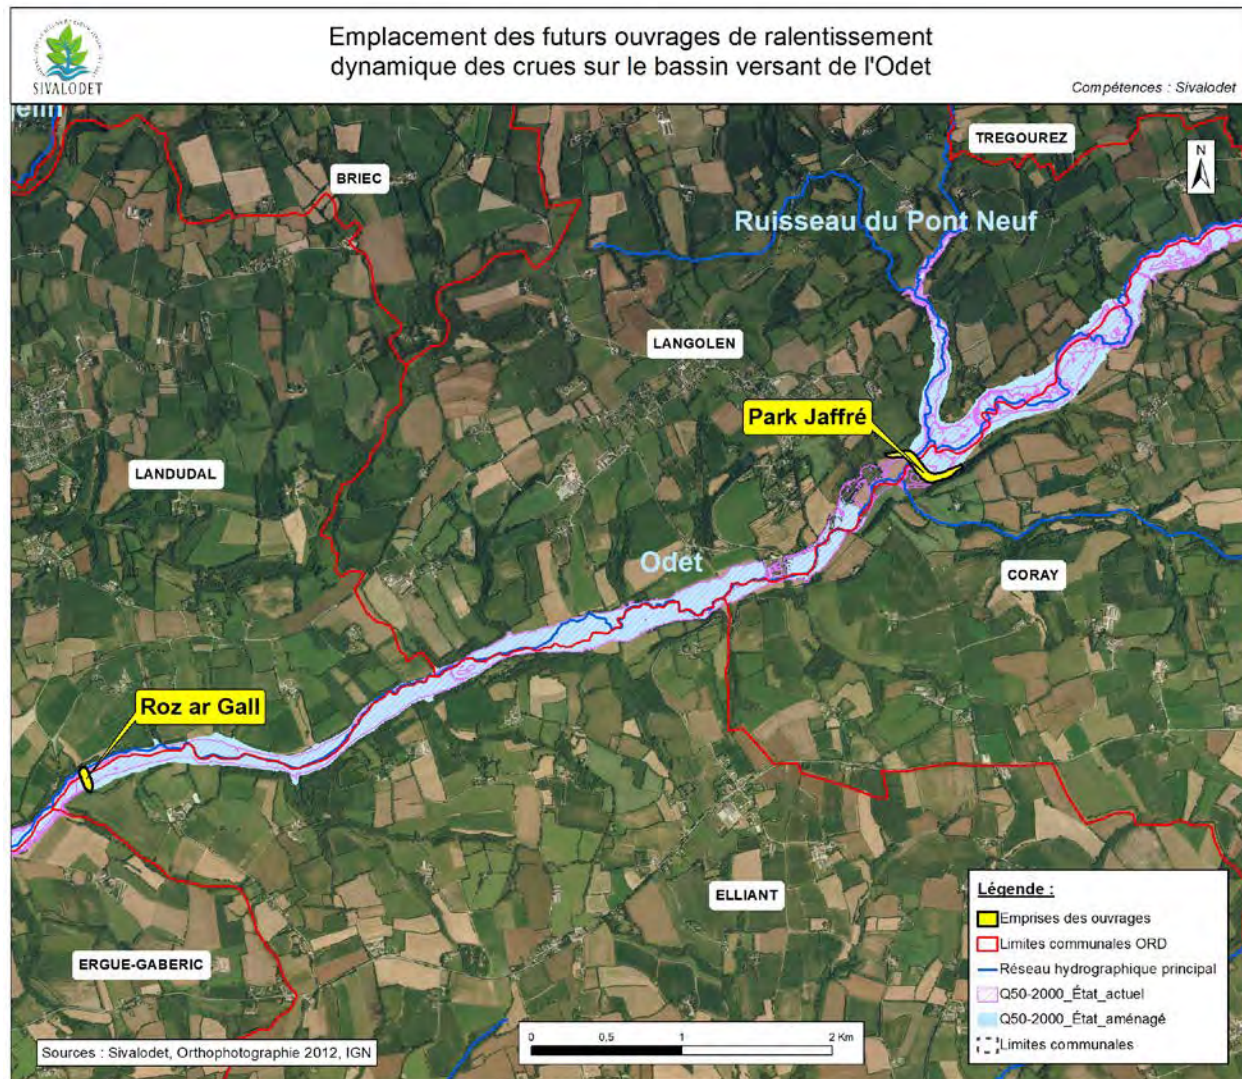 Emplacement des futurs ouvrages de ralentissement
dynamique des crues sur le bassin versant de l'Odet
SIVALODET
Compétences : Sivalodet
jelin
TREGOUREZ
N
BRIEC
Ruisseau du Pont Neuf
LANGOLEN
Park Jaffré
LANDUDAL
Odet
CORAY
Roz ar Gall
ELLIANT
ERGUE-GABERIC
Légende :
Emprises des ouvrages
Limites communales ORD
Réseau hydrographique principal
Q50-2000_État_actuel
Q50-2000_État_aménagé
Limites communales
0 0,5 1 2 Km
Sources : Sivalodet, Orthophotographie 2012, IGN